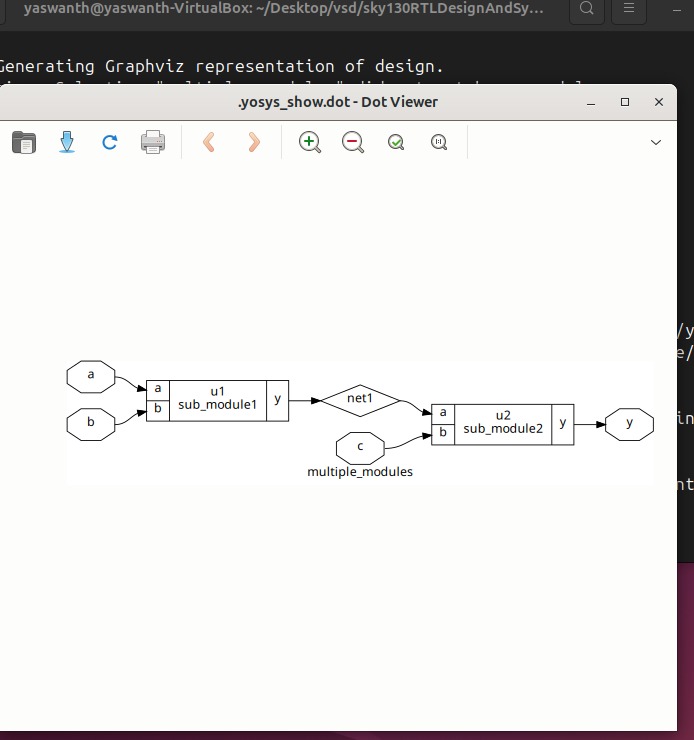 yaswanth@yaswanth-VirtualBox: ~/Desktop/vsd/sky130RTLDesignAndSy...
Generating Graphviz representation of design.
.yosys_show.dot - Dot Viewer
a
b
a
b
u1
sub_module1
y
net1
c
multiple_modules
a
b
u2
sub_module2
y
y
/y
e/
in
nt